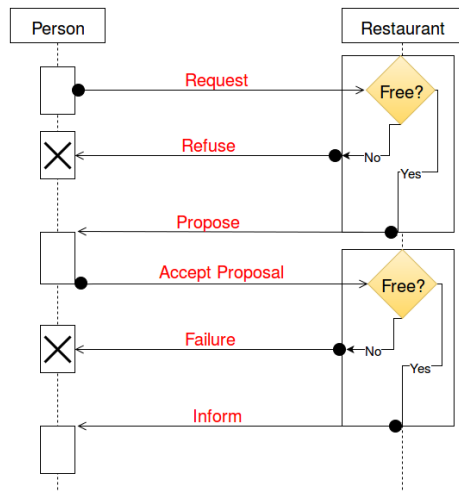 Person
Restaurant
Request
Free?
Refuse
No
Yes
Propose
Accept Proposal
Free?
Failure
No
Yes
Inform